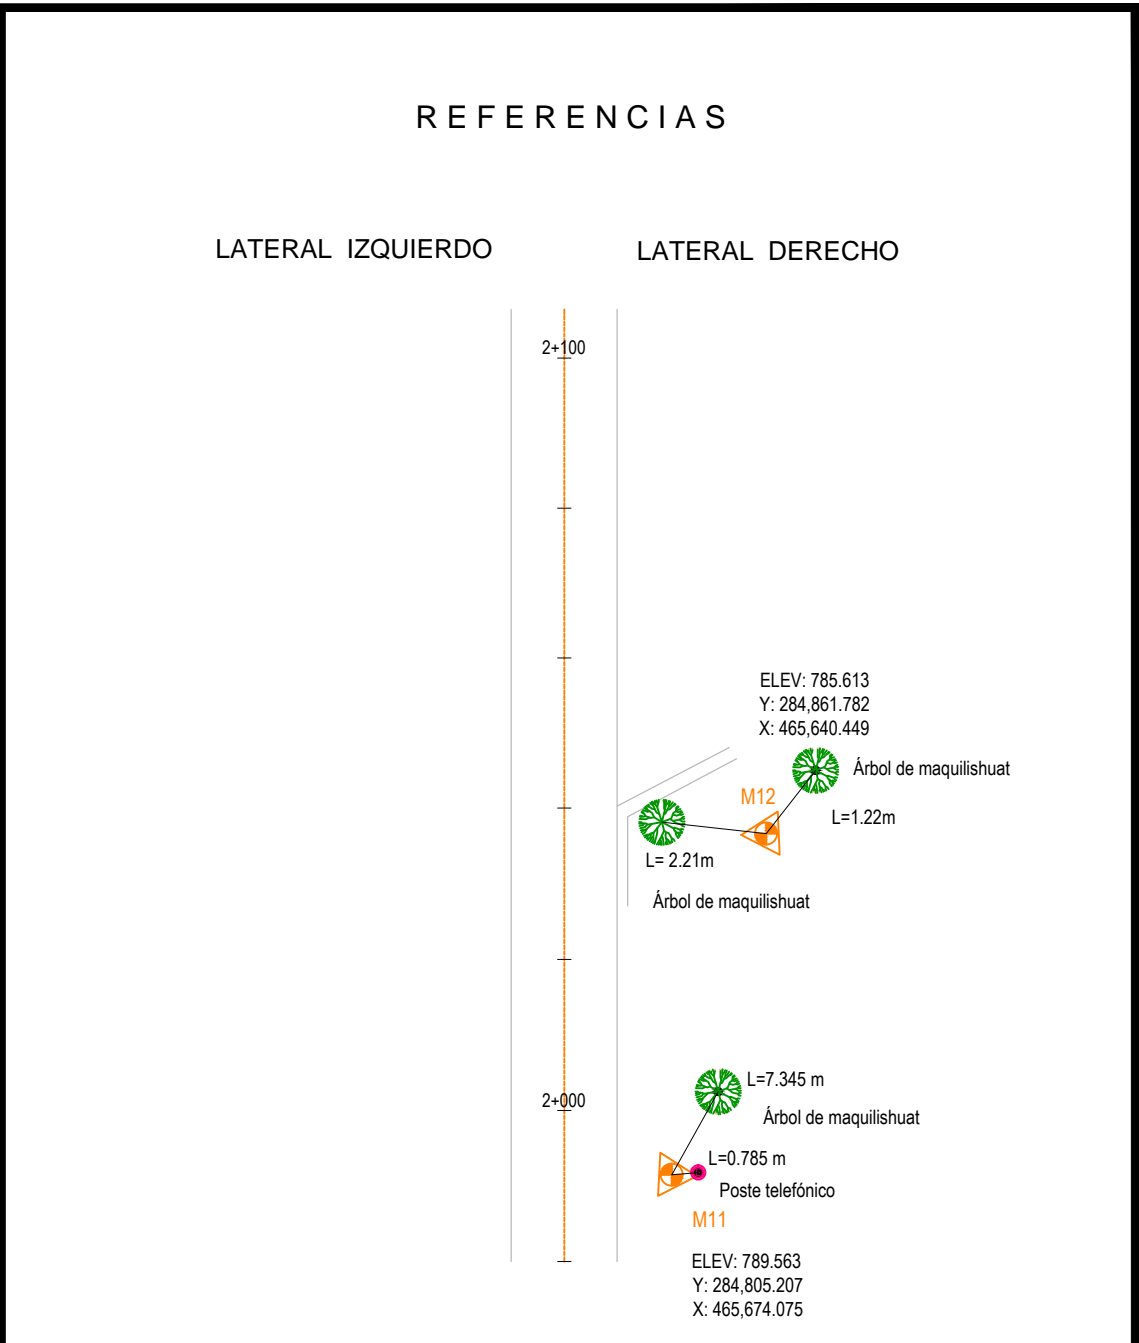 REFERENCIAS
LATERAL IZQUIERDO
LATERAL DERECHO
2+100
ELEV: 785.613
Y: 284,861.782
X: 465,640.449
Árbol de maquilishuat
M12
L=1.22m
L= 2.21m
Árbol de maquilishuat
L=7.345 m
2+000
Árbol de maquilishuat
L=0.785 m
Poste telefónico
M11
ELEV: 789.563
Y: 284,805.207
X: 465,674.075